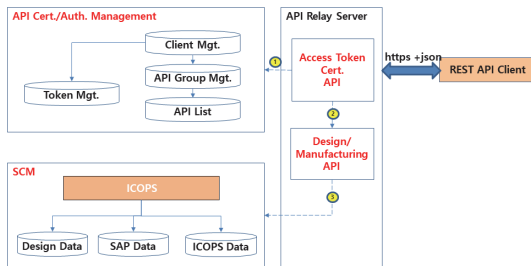 API Cert./Auth. Management
Client Mgt.
API Group Mgt.
Token Mgt.
API List
SCM
ICOPS
Design Data
SAP Data
ICOPS Data
API Relay Server
1
Access Token
Cert.
API
2
Design/
Manufacturing
API
3
https +json
REST API Client